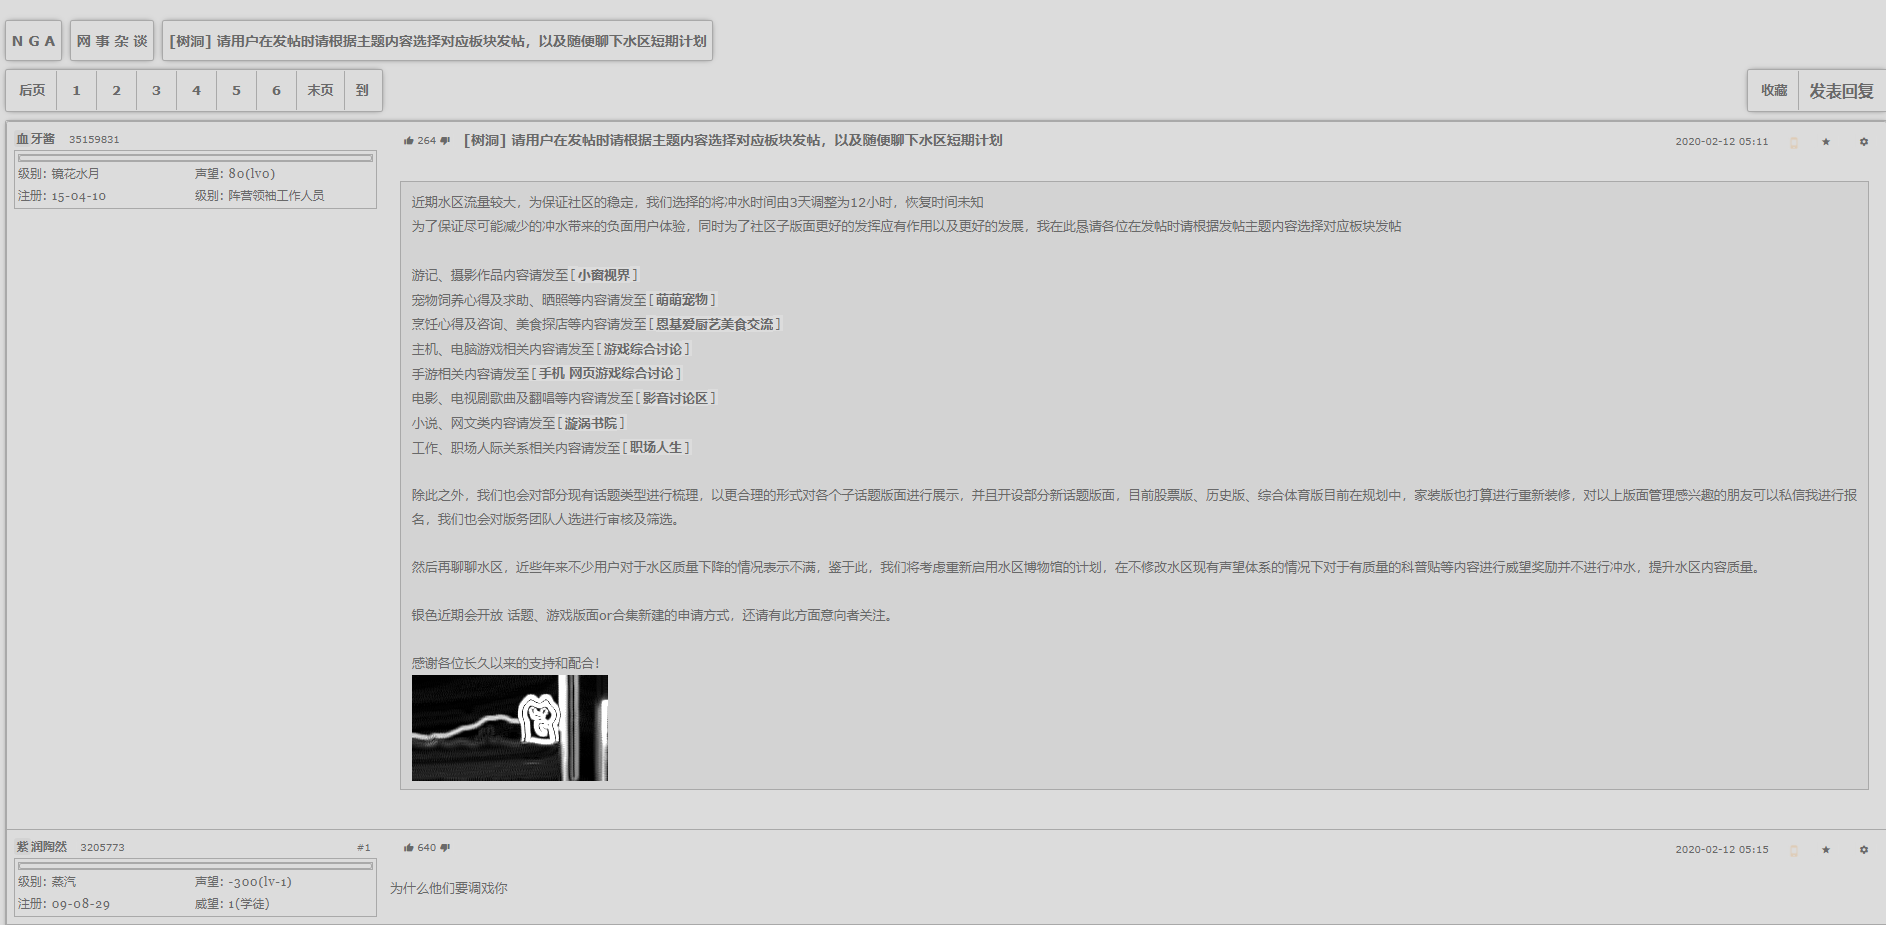 NGA 网事杂谈 [树洞] 请用户在发帖时请根据主题内容选择对应板块发帖，以及随便聊下水区短期计划
后页 1 2 3 4 5 6 末页 到 收藏 发表回复
血牙酱 35159831 264 [树洞] 请用户在发帖时请根据主题内容选择对应板块发帖，以及随便聊下水区短期计划 2020-02-12 05:11
级别: 镜花水月 声望: 80(lv0)
注册: 15-04-10 级别: 阵营领袖工作人员
近期水区流量较大，为保证社区的稳定，我们选择的将冲水时间由3天调整为12小时，恢复时间未知
为了保证尽可能减少的冲水带来的负面用户体验，同时为了社区子版面更好的发挥应有作用以及更好的发展，我在此恳请各位在发帖时请根据发帖主题内容选择对应板块发帖
游记、摄影作品内容请发至[小窗视界]
宠物饲养心得及求助、晒照等内容请发至[萌萌宠物]
烹饪心得及咨询、美食探店等内容请发至[恩基爱厨艺美食交流]
主机、电脑游戏相关内容请发至[游戏综合讨论]
手游相关内容请发至[手机 网页游戏综合讨论]
电影、电视剧歌曲及翻唱等内容请发至[影音讨论区]
小说、网文类内容请发至[漩涡书院]
工作、职场人际关系相关内容请发至[职场人生]
除此之外，我们也会对部分现有话题类型进行梳理，以更合理的形式对各个子话题版面进行展示，并且开设部分新话题版面，目前股票版、历史版、综合体育版目前在规划中，家装版也打算进行重新装修，对以上版面管理感兴趣的朋友可以私信我进行报
名，我们也会对版务团队人选进行审核及筛选。
然后再聊聊水区，近些年来不少用户对于水区质量下降的情况表示不满，鉴于此，我们将考虑重新启用水区博物馆的计划，在不修改水区现有声望体系的情况下对于有质量的科普贴等内容进行威望奖励并不进行冲水，提升水区内容质量。
银色近期会开放 话题、游戏版面or合集新建的申请方式，还请有此方面意向者关注。
感谢各位长久以来的支持和配合！
紫润陶然 3205773 #1 640 2020-02-12 05:15
级别: 蒸汽 声望: -300(lv-1)
注册: 09-08-29 威望: 1(学徒)
为什么他们要调戏你